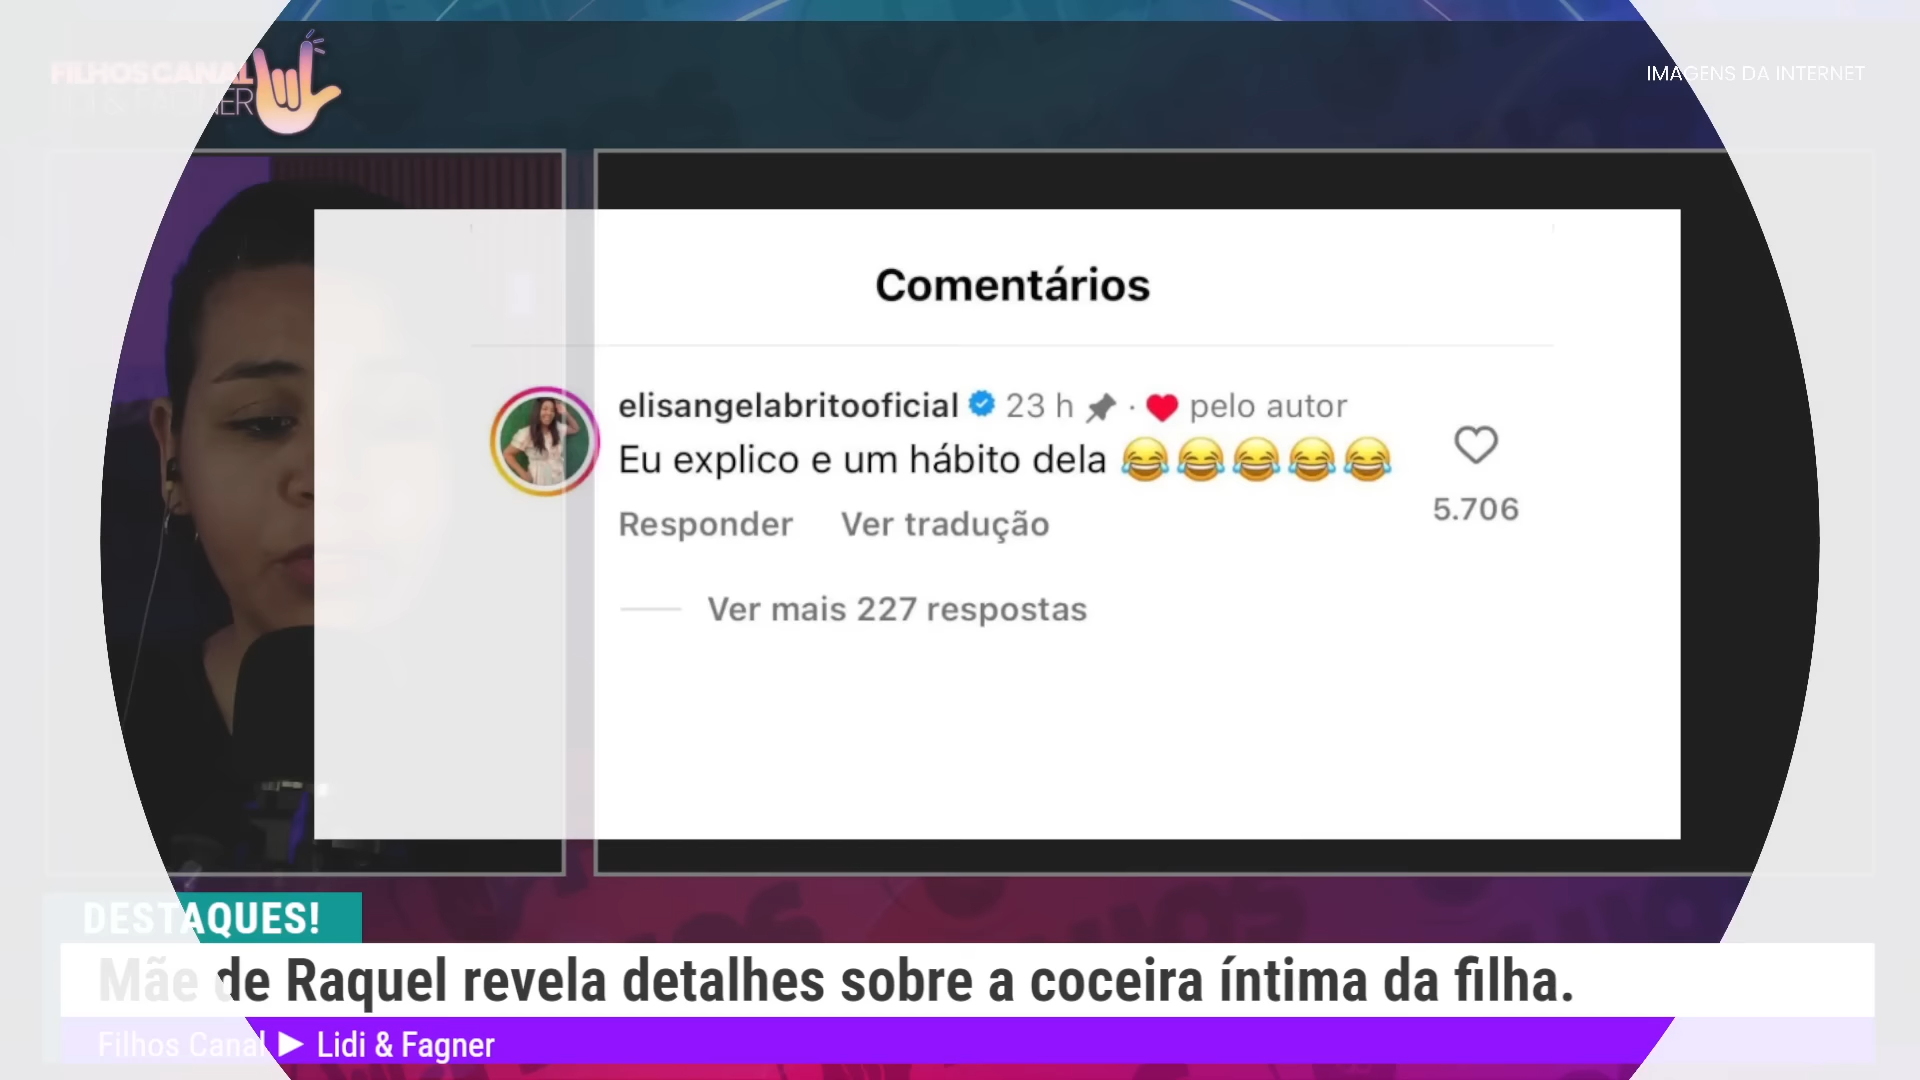 FILHOS CANAL
LIDI & FAGNER
IMAGENS DA INTERNET
Comentários
elisangelabritooficial 23 h · ❤️ pelo autor
Eu explico e um hábito dela 😂😂😂😂😂
Responder Ver tradução
5.706
Ver mais 227 respostas
DESTAQUES!
Mãe de Raquel revela detalhes sobre a coceira íntima da filha.
Filhos Canal ▶ Lidi & Fagner